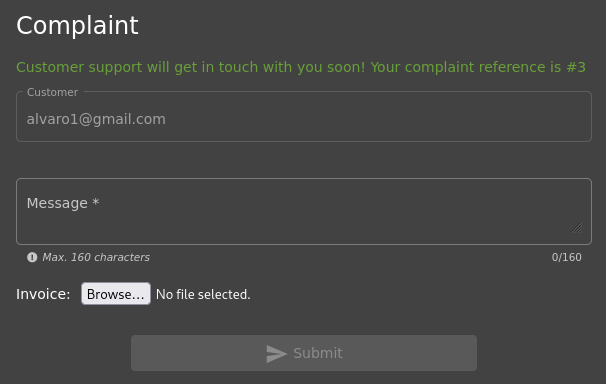 Complaint
Customer support will get in touch with you soon! Your complaint reference is #3
Customer
alvaro1@gmail.com
Message *
Max. 160 characters 0/160
Invoice: Browse... No file selected.
Submit